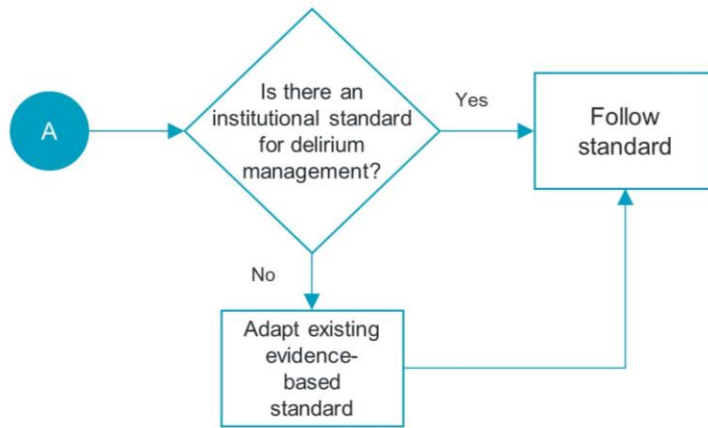 A
Is there an
institutional standard
for delirium
management?
Yes
Follow
standard
No
Adapt existing
evidence-
based
standard